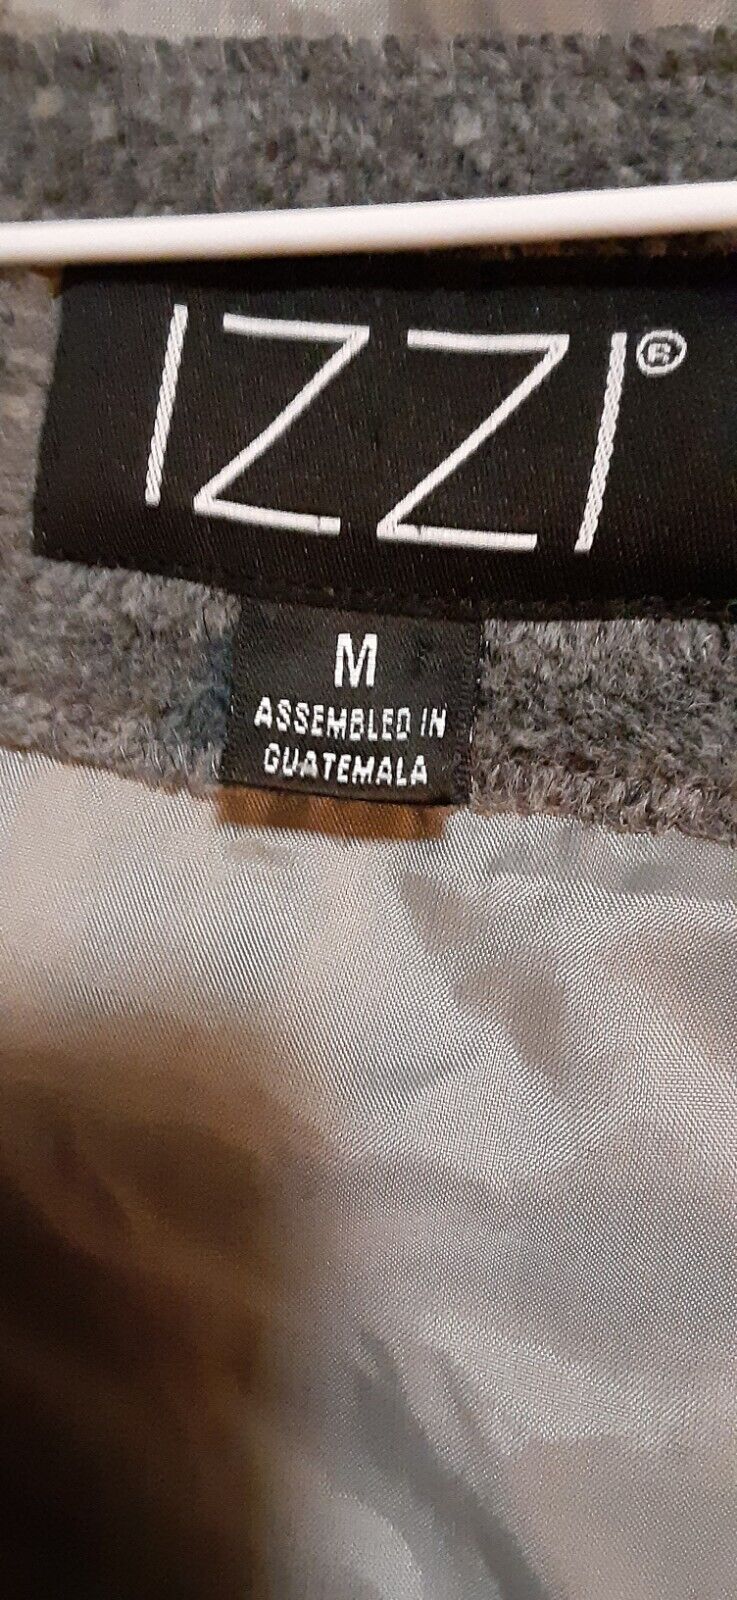 IZZI®
M
ASSEMBLED IN
GUATEMALA